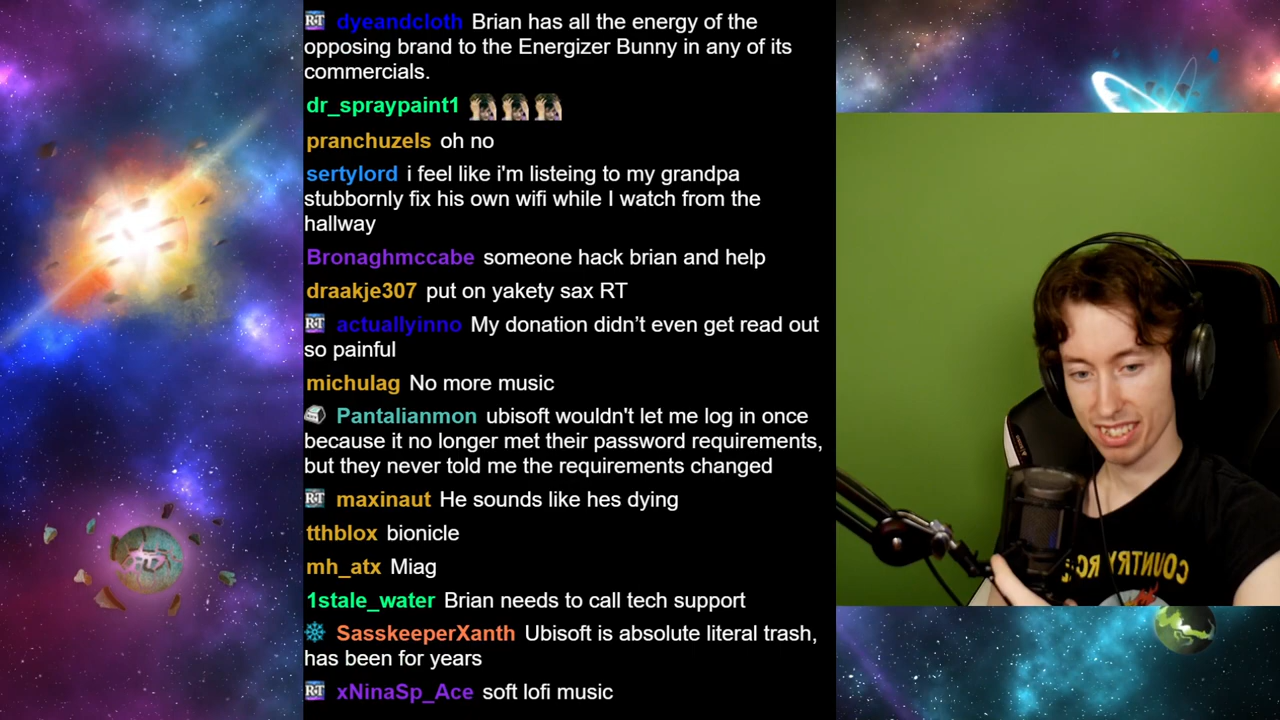 RT dyeandcloth Brian has all the energy of the
opposing brand to the Energizer Bunny in any of its
commercials.
dr_spraypaint1
pranchuzels oh no
sertylord i feel like i'm listeing to my grandpa
stubbornly fix his own wifi while I watch from the
hallway
Bronaghmccabe someone hack brian and help
draakje307 put on yakety sax RT
RT actuallyinno My donation didn’t even get read out
so painful
michulag No more music
Pantalianmon ubisoft wouldn't let me log in once
because it no longer met their password requirements,
but they never told me the requirements changed
RT maxinaut He sounds like hes dying
tthblox bionicle
mh_atx Miag
1stale_water Brian needs to call tech support
SasskeeperXanth Ubisoft is absolute literal trash,
has been for years
RT xNinaSp_Ace soft lofi music
COUNTRY